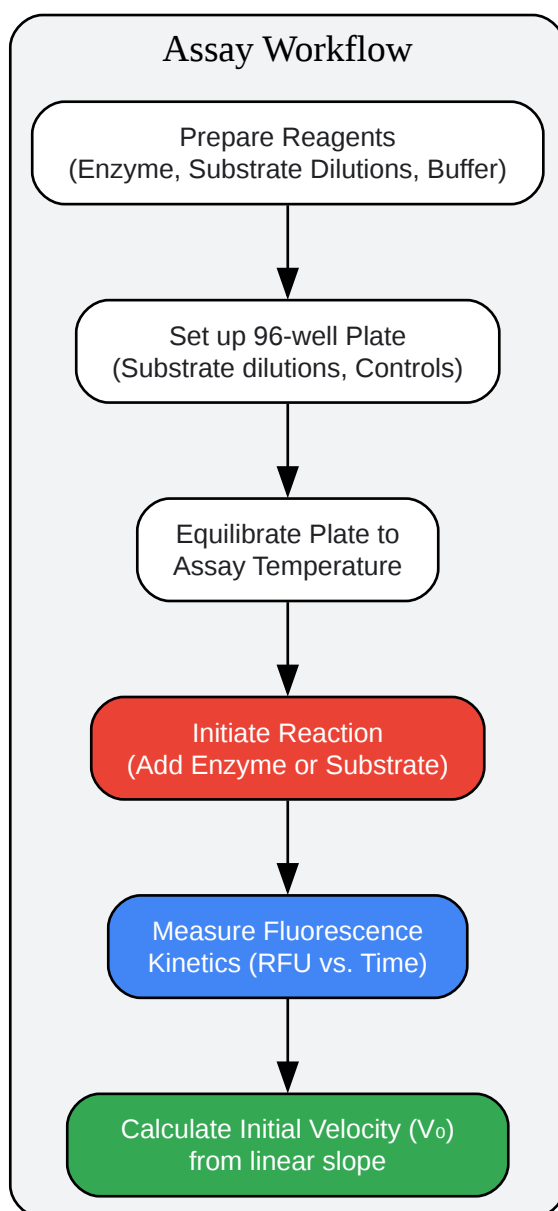 Assay Workflow
Prepare Reagents
(Enzyme, Substrate Dilutions, Buffer)
Set up 96-well Plate
(Substrate dilutions, Controls)
Equilibrate Plate to
Assay Temperature
Initiate Reaction
(Add Enzyme or Substrate)
Measure Fluorescence
Kinetics (RFU vs. Time)
Calculate Initial Velocity (V₀)
from linear slope